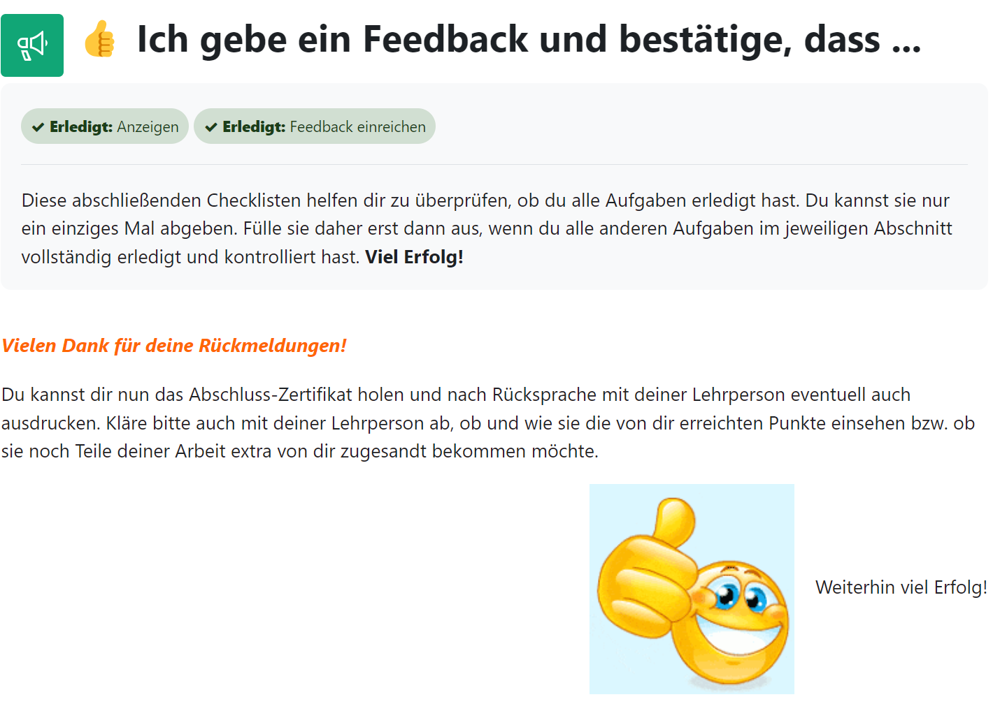 Ich gebe ein Feedback und bestätige, dass ...
Erledigt: Anzeigen
Erledigt: Feedback einreichen
Diese abschließenden Checklisten helfen dir zu überprüfen, ob du alle Aufgaben erledigt hast. Du kannst sie nur
ein einziges Mal abgeben. Fülle sie daher erst dann aus, wenn du alle anderen Aufgaben im jeweiligen Abschnitt
vollständig erledigt und kontrolliert hast. Viel Erfolg!
Vielen Dank für deine Rückmeldungen!
Du kannst dir nun das Abschluss-Zertifikat holen und nach Rücksprache mit deiner Lehrperson eventuell auch
ausdrucken. Kläre bitte auch mit deiner Lehrperson ab, ob und wie sie die von dir erreichten Punkte einsehen bzw. ob
sie noch Teile deiner Arbeit extra von dir zugesandt bekommen möchte.
Weiterhin viel Erfolg!